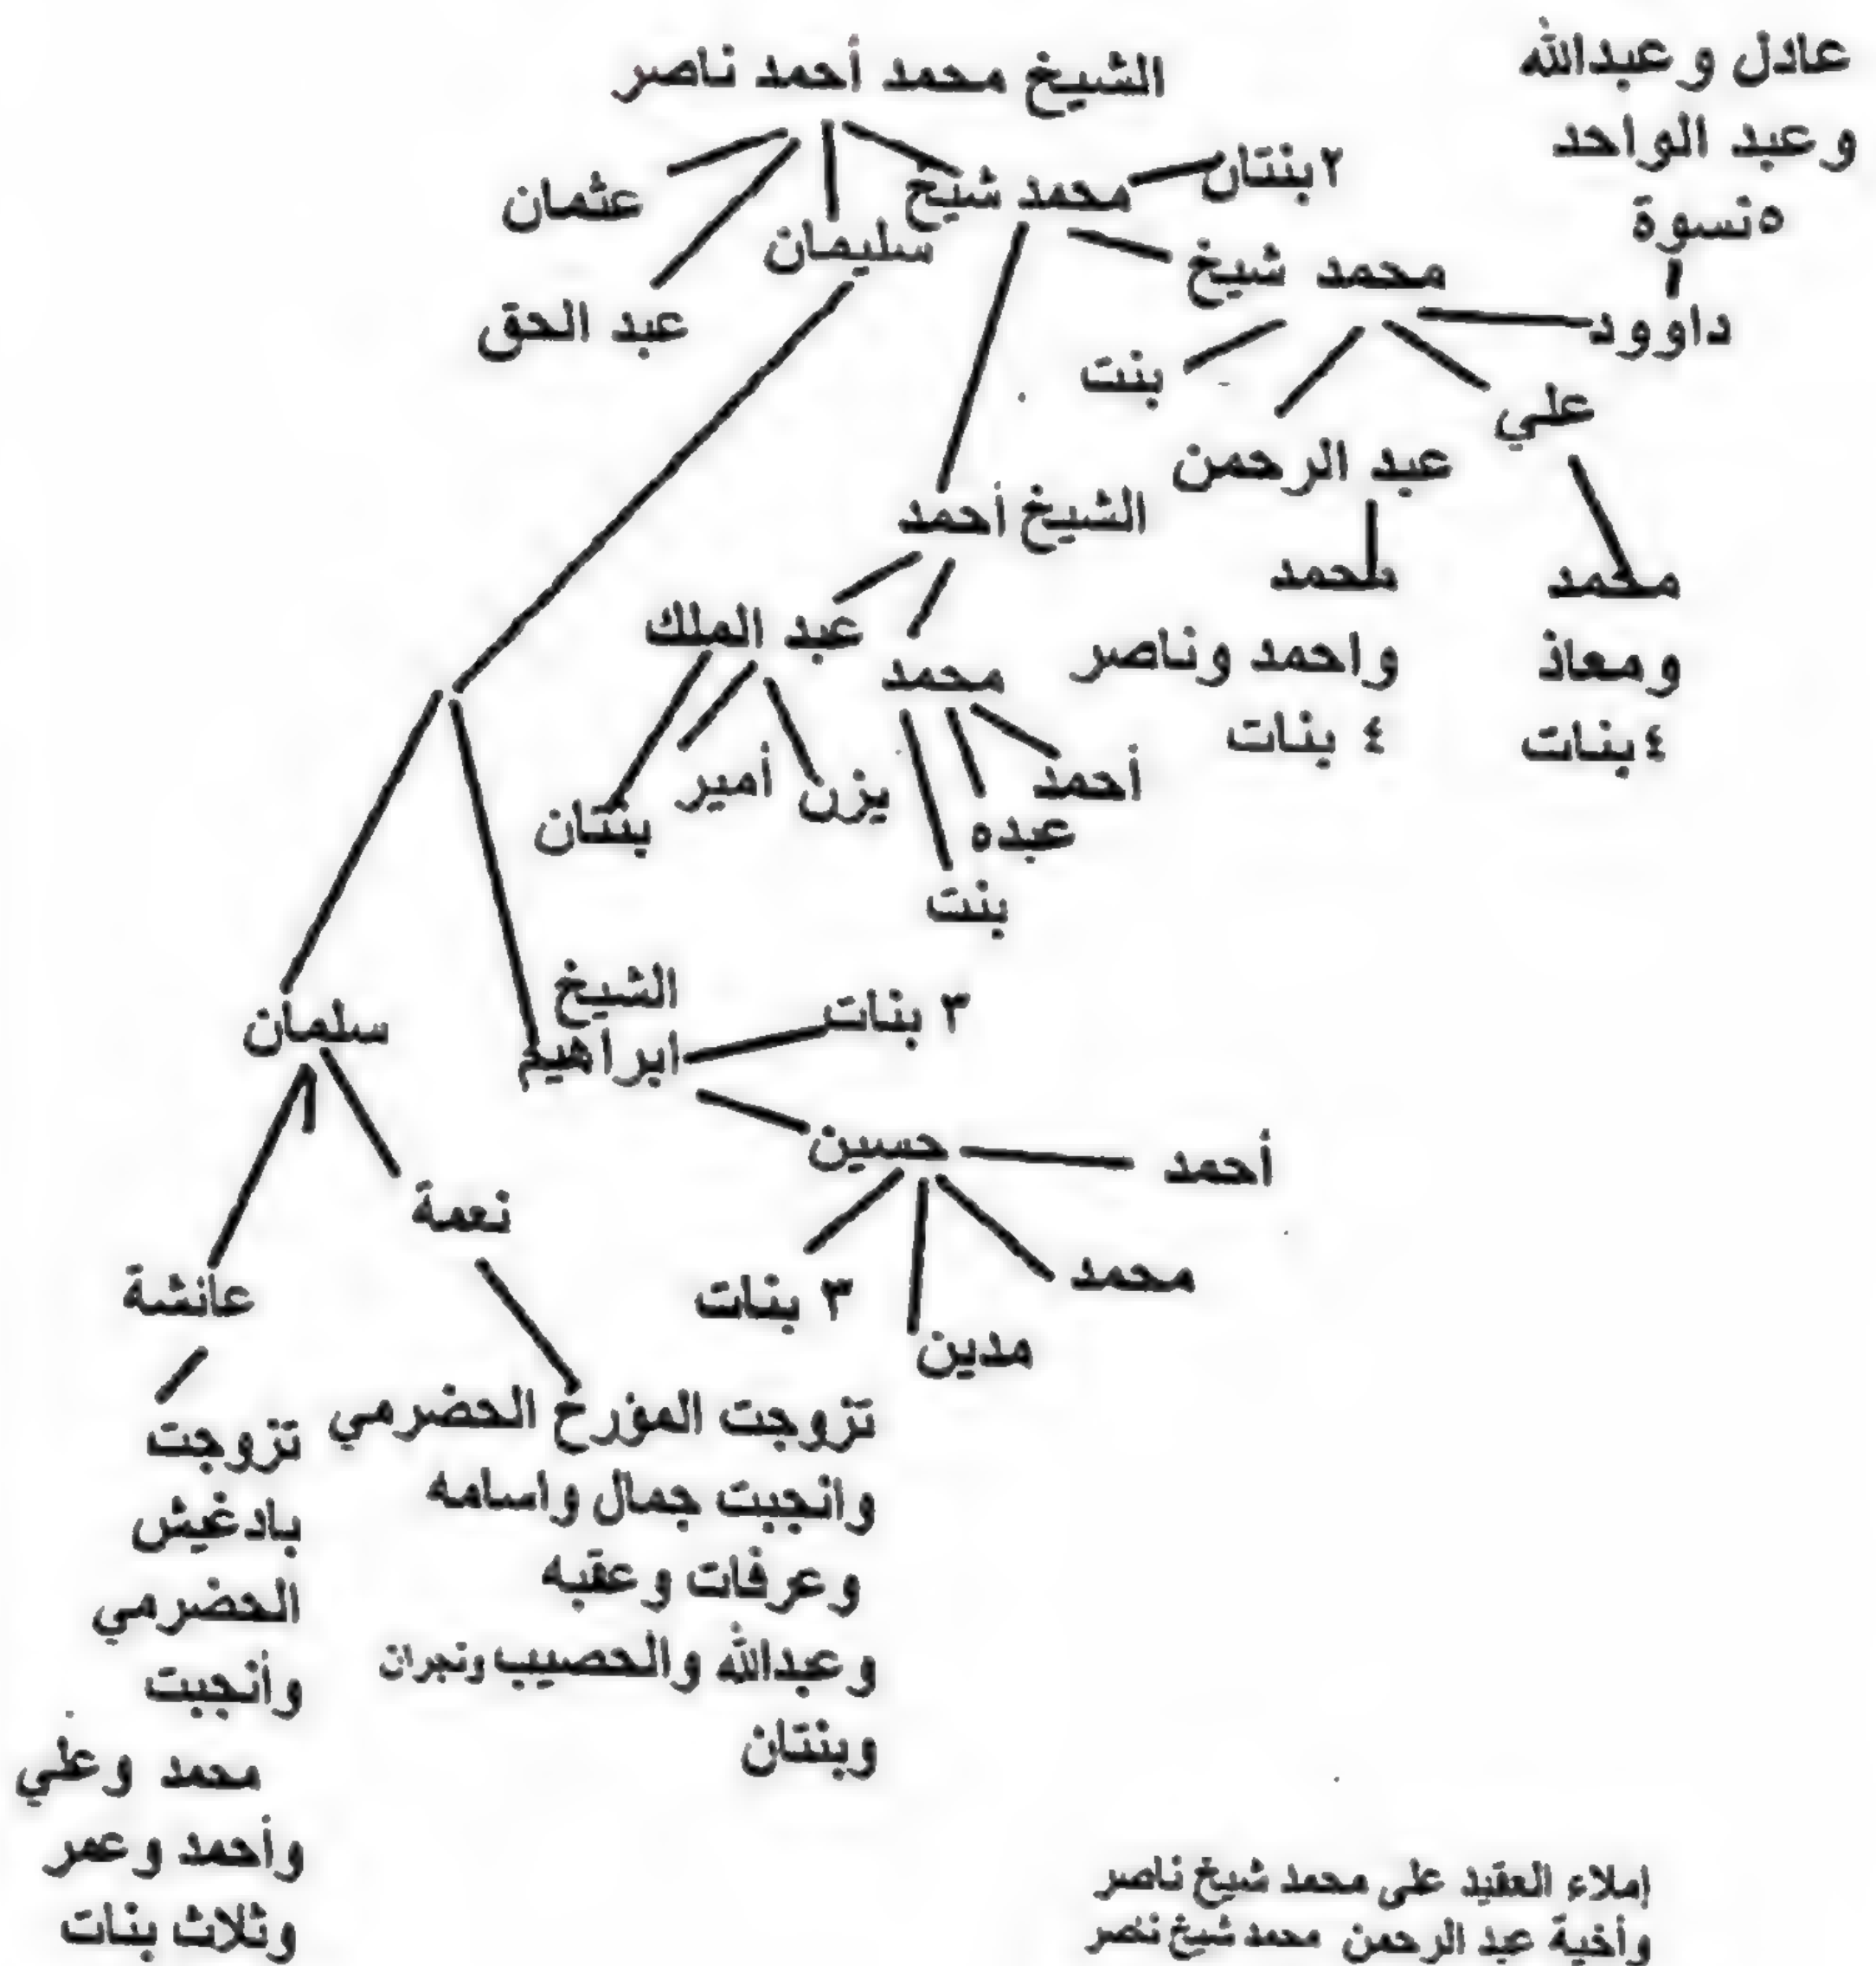 الشيخ محمد أحمد ناصر
عادل وعبدالله
وعبد الواحد
٥نسوة
٢بنتان
محمد شيخ
عثمان
سليمان
محمد شيخ
عبد الحق
داوود
بنت
علي
عبد الرحمن
الشيخ أحمد
محمد
ومعاذ
٤بنات
محمد
واحمد وناصر
٤ بنات
عبد الملك
محمد
أحمد
عبده
بنت
يزن
أمير
بنتان
سلمان
الشيخ
ابراهيم
٣ بنات
حسين
أحمد
محمد
مدين
٣ بنات
نعمة
عائشة
تزوجت المؤرخ الحضرمي
وانجبت جمال واسامه
وعرفات وعقبه
وعبدالله والحصيب ونجران
وبنتان
تزوجت
بادغيش
الحضرمي
وأنجبت
محمد وعلي
وأحمد وعمر
وثلاث بنات
إملاء العقيد على محمد شيخ ناصر
وأخية عبد الرحمن محمد شيخ نصر